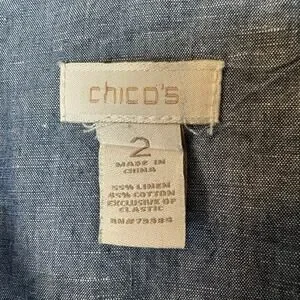 chico's
2
MADE IN
CHINA
55% LINEN
45% COTTON
EXCLUSIVE OF
ELASTIC